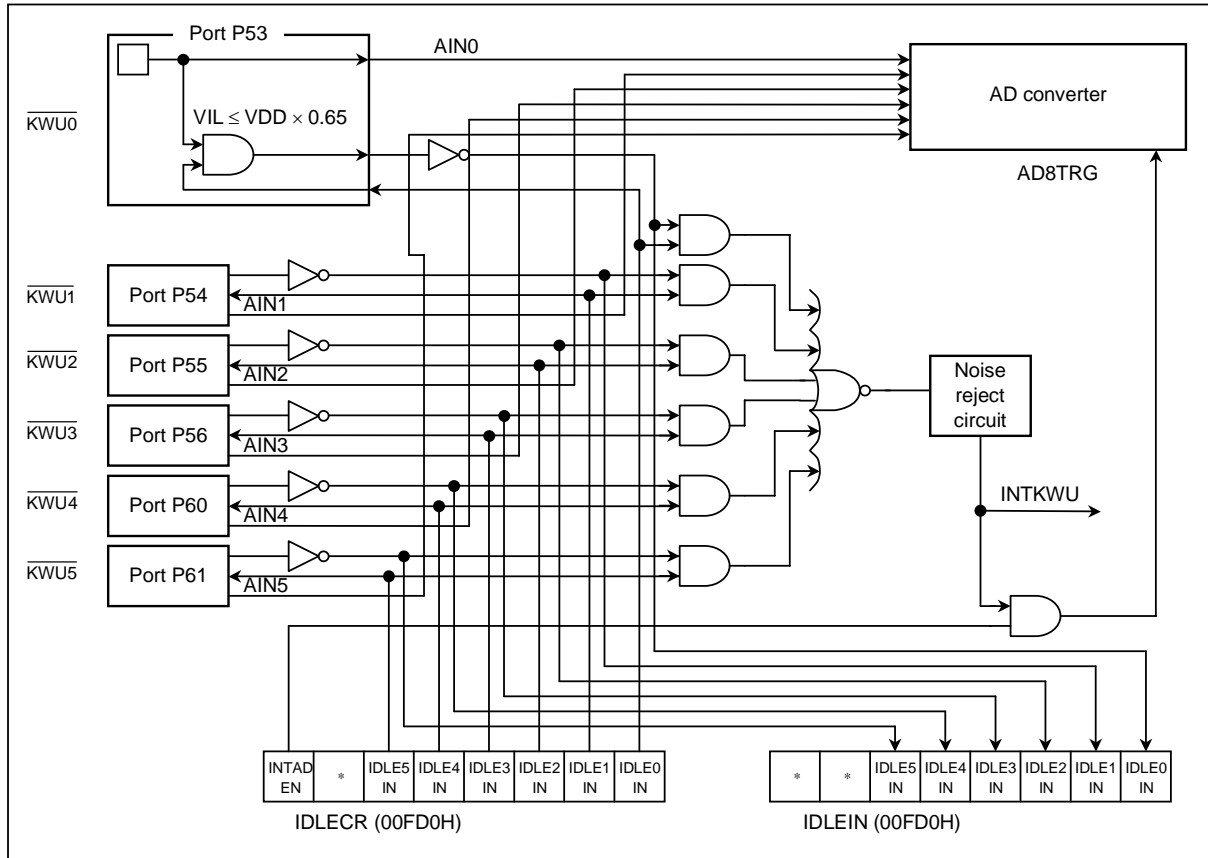 Port P53
AIN0
KWU0
VIL ≤ VDD × 0.65
AD converter
AD8TRG
KWU1
Port P54
AIN1
KWU2
Port P55
AIN2
KWU3
Port P56
AIN3
KWU4
Port P60
AIN4
KWU5
Port P61
AIN5
Noise
reject
circuit
INTKWU
INTAD
EN
*
IDLE5
IN
IDLE4
IN
IDLE3
IN
IDLE2
IN
IDLE1
IN
IDLE0
IN
IDLECR (00FD0H)
*
*
IDLE5
IN
IDLE4
IN
IDLE3
IN
IDLE2
IN
IDLE1
IN
IDLE0
IN
IDLEIN (00FD0H)